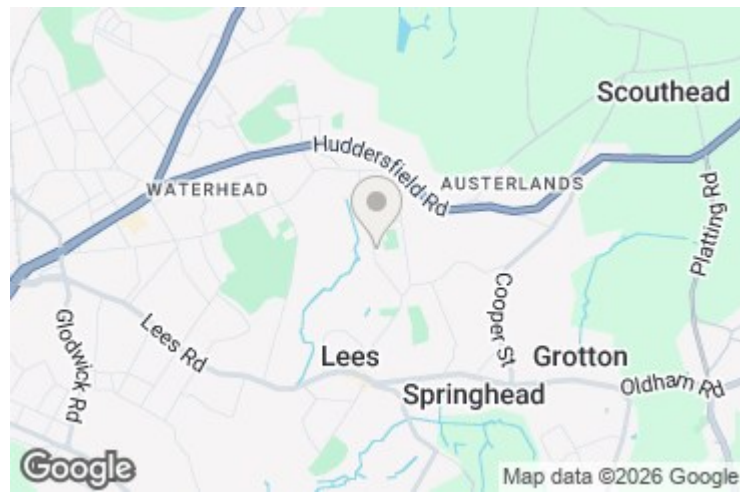 Scouthead
Huddersfield Rd
AUSTERLANDS
WATERHEAD
Platting Rd
Cooper St
Glodwick Rd
Lees Rd
Lees
Grotton
Springhead
Oldham Rd
Google
Map data ©2026 Google